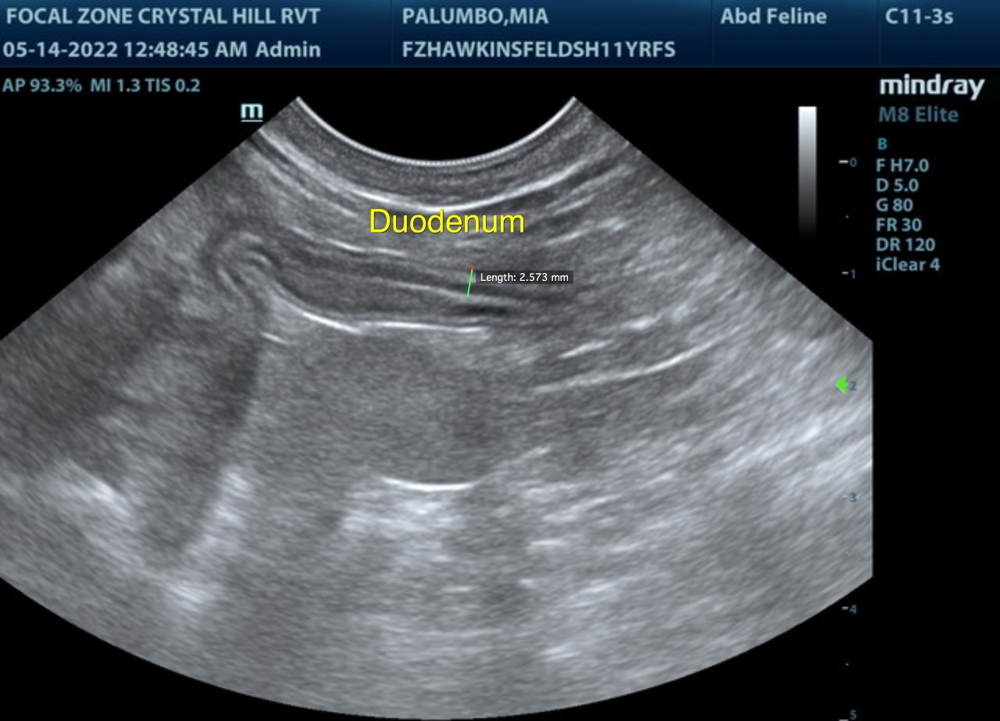 FOCAL ZONE CRYSTAL HILL RVT PALUMBO,MIA Abd Feline C11-3s
05-14-2022 12:48:45 AM Admin FZHAWKINSFELDSH11YRFS
AP 93.3% MI 1.3 TIS 0.2
mindray
m
M8 Elite
B
F H7.0
D 5.0
G 80
FR 30
DR 120
iClear 4
0
Duodenum
Length: 2.573 mm
1
2
3
4
5